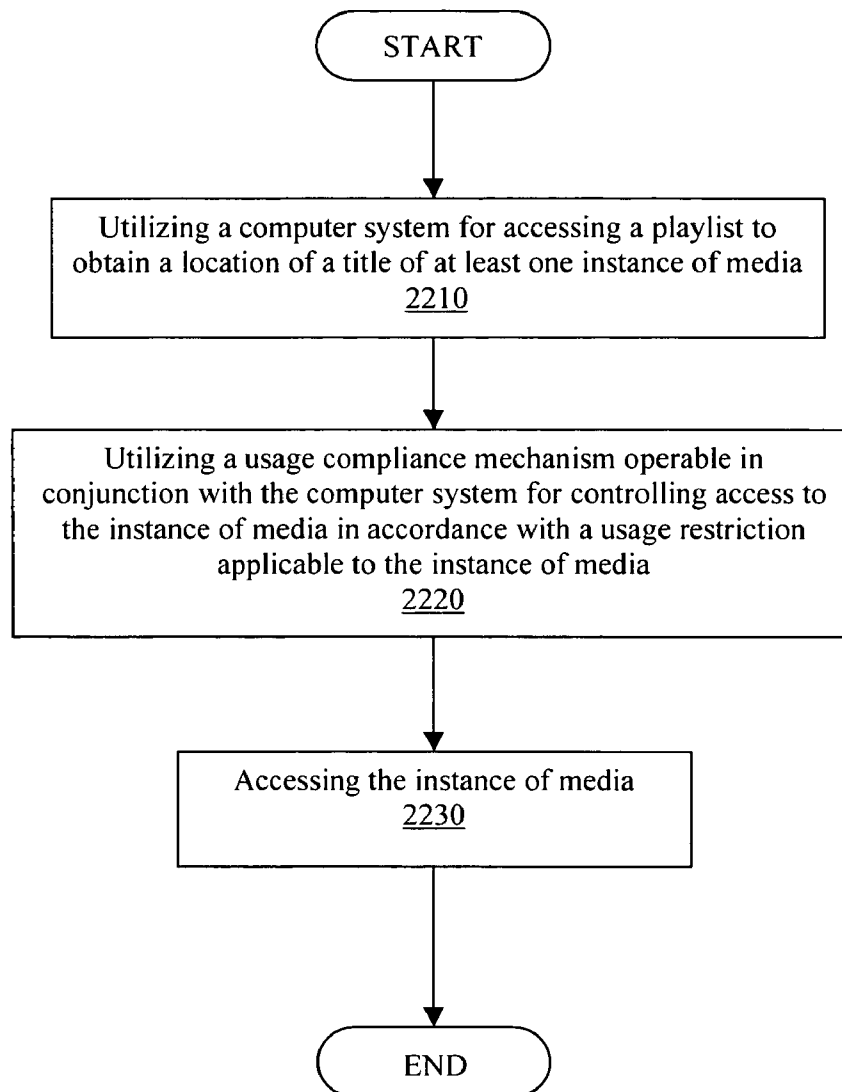 START
Utilizing a computer system for accessing a playlist to
obtain a location of a title of at least one instance of media
2210
Utilizing a usage compliance mechanism operable in
conjunction with the computer system for controlling access to
the instance of media in accordance with a usage restriction
applicable to the instance of media
2220
Accessing the instance of media
2230
END